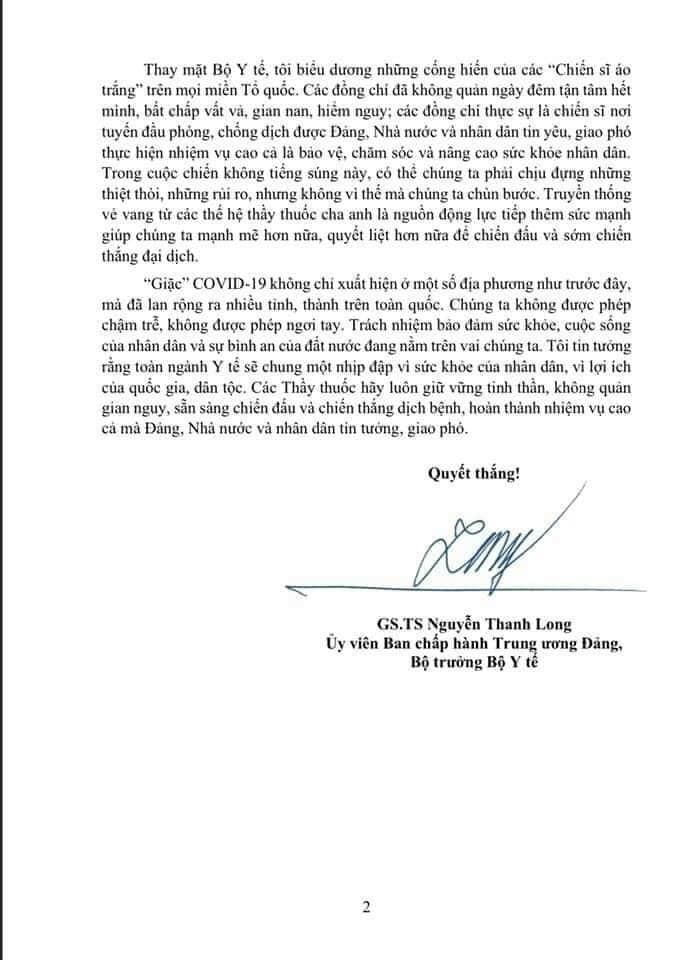 Thay mặt Bộ Y tế, tôi biểu dương những cống hiến của các “Chiến sĩ áo
trắng” trên mọi miền Tổ quốc. Các đồng chí đã không quản ngày đêm tận tâm hết
mình, bất chấp vất vả, gian nan, hiểm nguy; các đồng chí thực sự là chiến sĩ nơi
tuyến đầu phòng, chống dịch được Đảng, Nhà nước và nhân dân tin yêu, giao phó
thực hiện nhiệm vụ cao cả là bảo vệ, chăm sóc và nâng cao sức khỏe nhân dân.
Trong cuộc chiến không tiếng súng này, có thể chúng ta phải chịu đựng những
thiệt thòi, những rủi ro, nhưng không vì thế mà chúng ta chùn bước. Truyền thống
vẻ vang từ các thế hệ thầy thuốc cha anh là nguồn động lực tiếp thêm sức mạnh
giúp chúng ta mạnh mẽ hơn nữa, quyết liệt hơn nữa để chiến đấu và sớm chiến
thắng đại dịch.
“Giặc” COVID-19 không chỉ xuất hiện ở một số địa phương như trước đây,
mà đã lan rộng ra nhiều tỉnh, thành trên toàn quốc. Chúng ta không được phép
chậm trễ, không được phép ngơi tay. Trách nhiệm bảo đảm sức khỏe, cuộc sống
của nhân dân và sự bình an của đất nước đang nằm trên vai chúng ta. Tôi tin tưởng
rằng toàn ngành Y tế sẽ chung một nhịp đập vì sức khỏe của nhân dân, vì lợi ích
của quốc gia, dân tộc. Các Thầy thuốc hãy luôn giữ vững tinh thần, không quản
gian nguy, sẵn sàng chiến đấu và chiến thắng dịch bệnh, hoàn thành nhiệm vụ cao
cả mà Đảng, Nhà nước và nhân dân tin tưởng, giao phó.
Quyết thắng!
Long
GS.TS Nguyễn Thanh Long
Ủy viên Ban chấp hành Trung ương Đảng,
Bộ trưởng Bộ Y tế
2